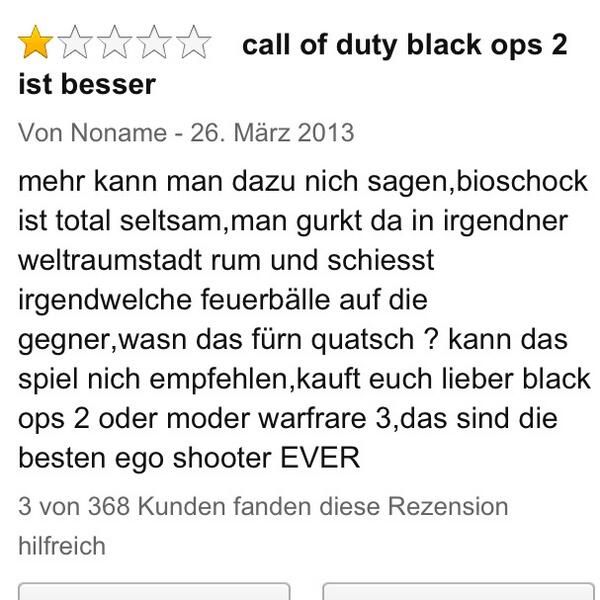 call of duty black ops 2
ist besser
Von Noname - 26. März 2013
mehr kann man dazu nich sagen,bioschock
ist total seltsam,man gurkt da in irgendner
weltraumstadt rum und schiesst
irgendwelche feuerbälle auf die
gegner,wasn das fürn quatsch ? kann das
spiel nich empfehlen,kauft euch lieber black
ops 2 oder moder warfrare 3,das sind die
besten ego shooter EVER
3 von 368 Kunden fanden diese Rezension
hilfreich